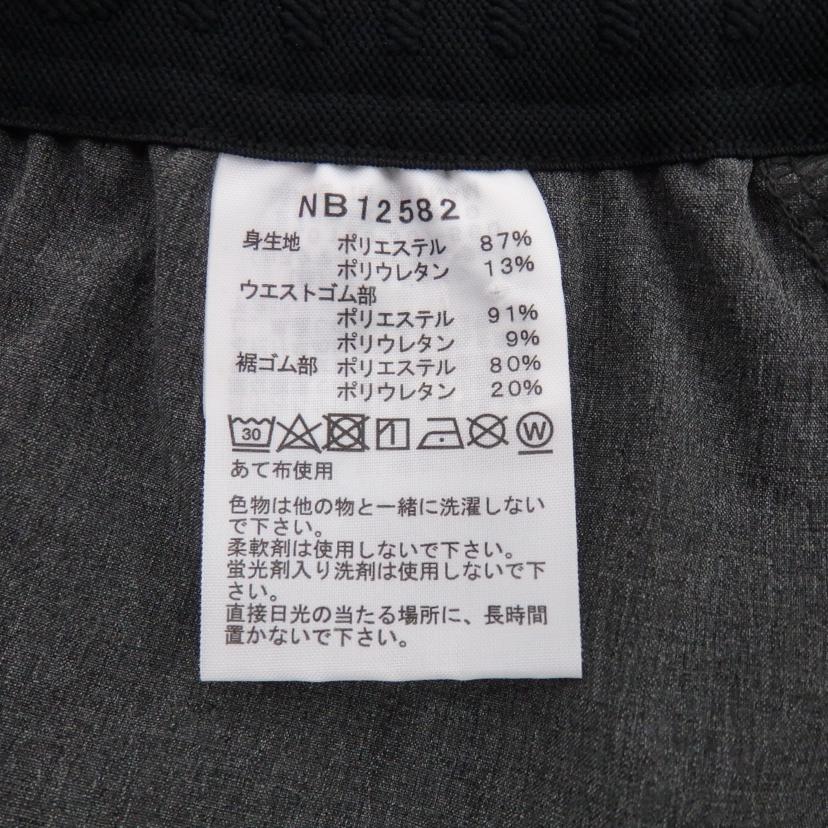 NB12582
身生地 ポリエステル 87%
ポリウレタン 13%
ウエストゴム部
ポリエステル 91%
ポリウレタン 9%
裾ゴム部 ポリエステル 80%
ポリウレタン 20%
30 W
あて布使用
色物は他の物と一緒に洗濯しない
で下さい。
柔軟剤は使用しないで下さい。
蛍光剤入り洗剤は使用しないで下
さい。
直接日光の当たる場所に、長時間
置かないで下さい。